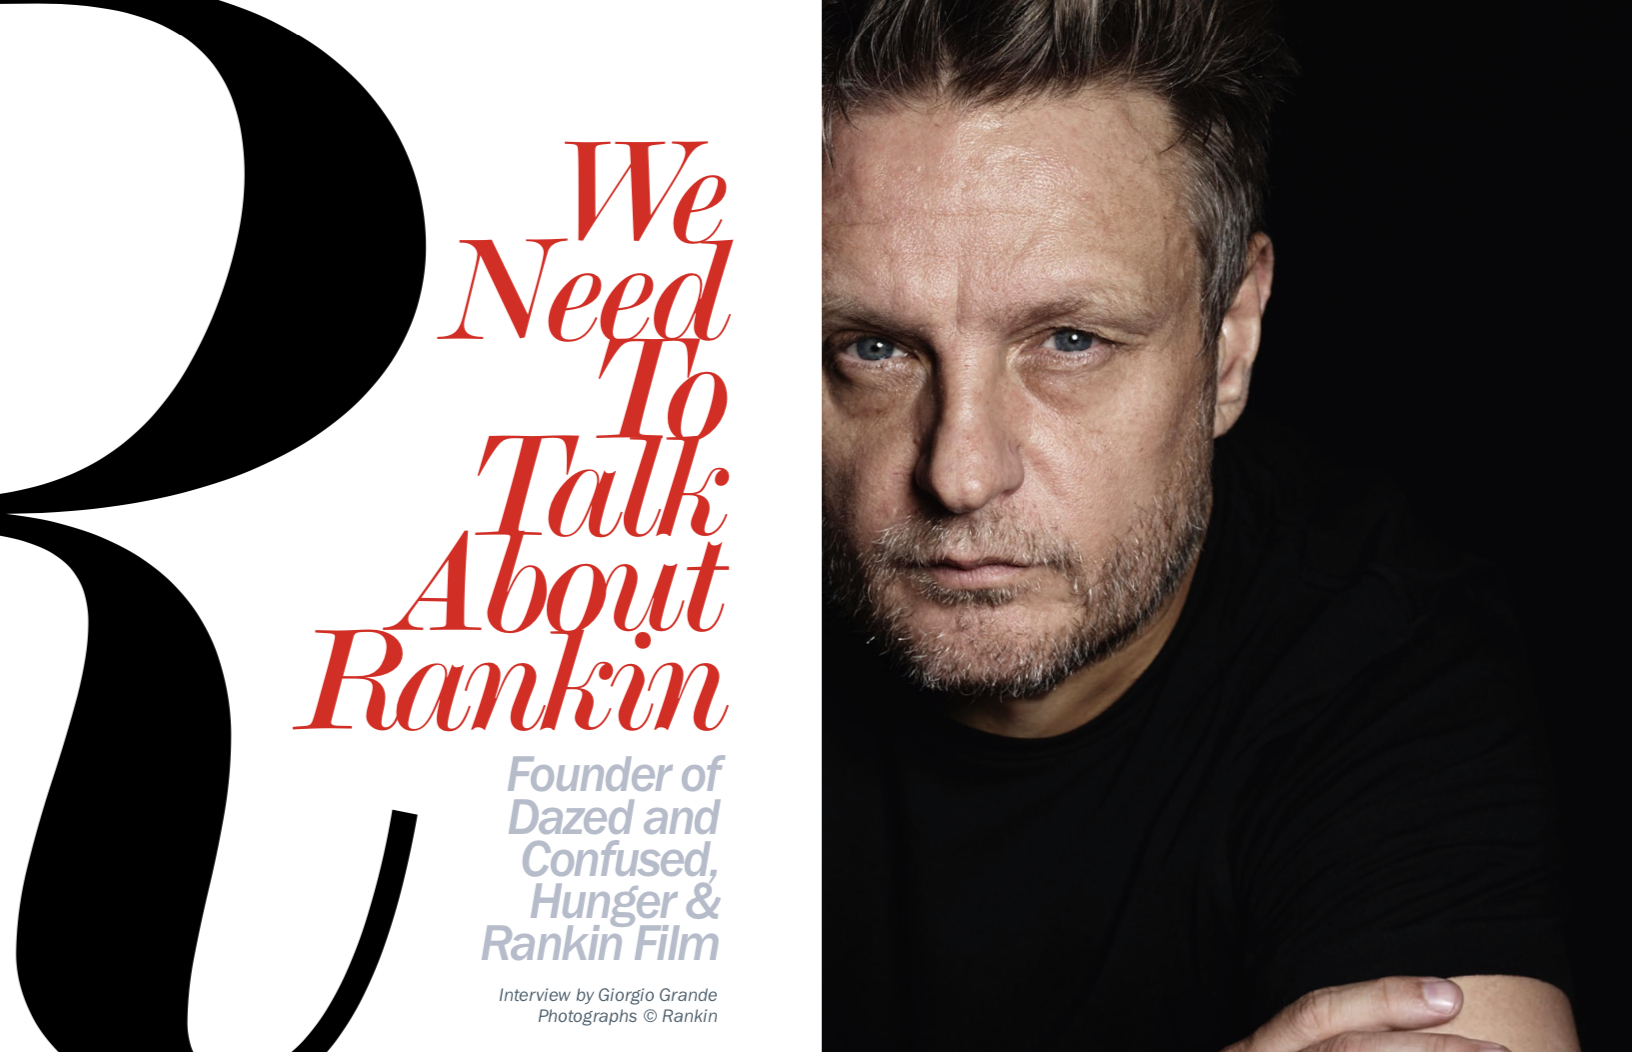 R
We
Need
To
Talk
About
Rankin
Founder of
Dazed and
Confused,
Hunger &
Rankin Film
Interview by Giorgio Grande
Photographs © Rankin